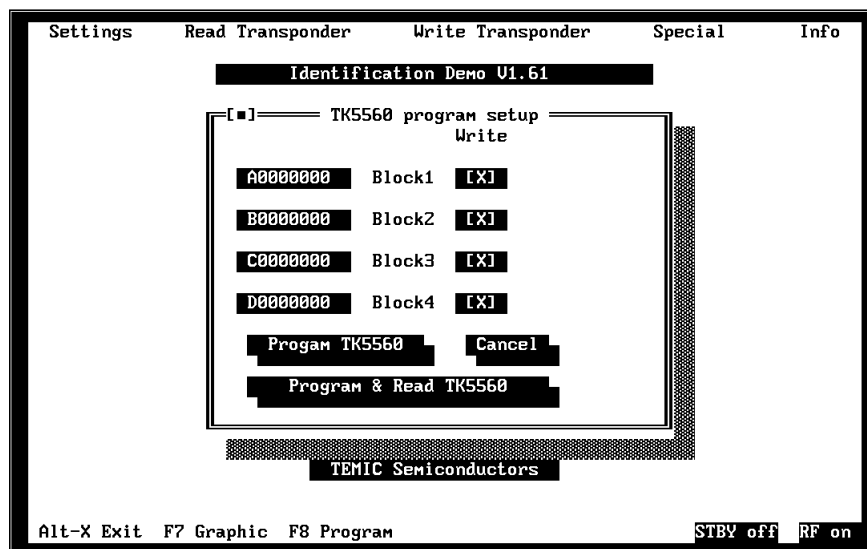 Settings Read Transponder Write Transponder Special Info
Identification Demo V1.61
[■] TK5560 program setup
Write
A0000000 Block1 [X]
B0000000 Block2 [X]
C0000000 Block3 [X]
D0000000 Block4 [X]
Progam TK5560 Cancel
Program & Read TK5560
TEMIC Semiconductors
Alt-X Exit F7 Graphic F8 Program STBY off RF on